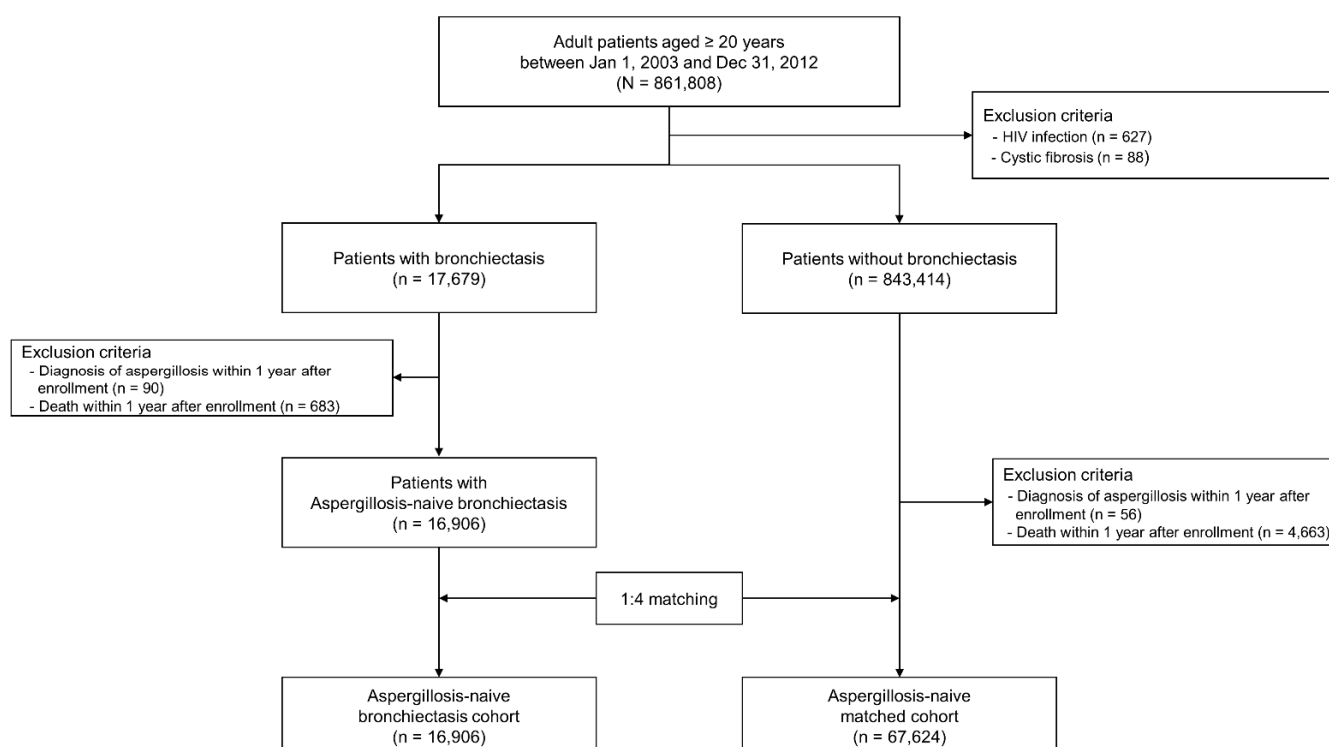 Adult patients aged ≥ 20 years
between Jan 1, 2003 and Dec 31, 2012
(N = 861,808)
Exclusion criteria
- HIV infection (n = 627)
- Cystic fibrosis (n = 88)
Patients with bronchiectasis
(n = 17,679)
Patients without bronchiectasis
(n = 843,414)
Exclusion criteria
- Diagnosis of aspergillosis within 1 year after
enrollment (n = 90)
- Death within 1 year after enrollment (n = 683)
Patients with
Aspergillosis-naive bronchiectasis
(n = 16,906)
Exclusion criteria
- Diagnosis of aspergillosis within 1 year after
enrollment (n = 56)
- Death within 1 year after enrollment (n = 4,663)
1:4 matching
Aspergillosis-naive
bronchiectasis cohort
(n = 16,906)
Aspergillosis-naive
matched cohort
(n = 67,624)